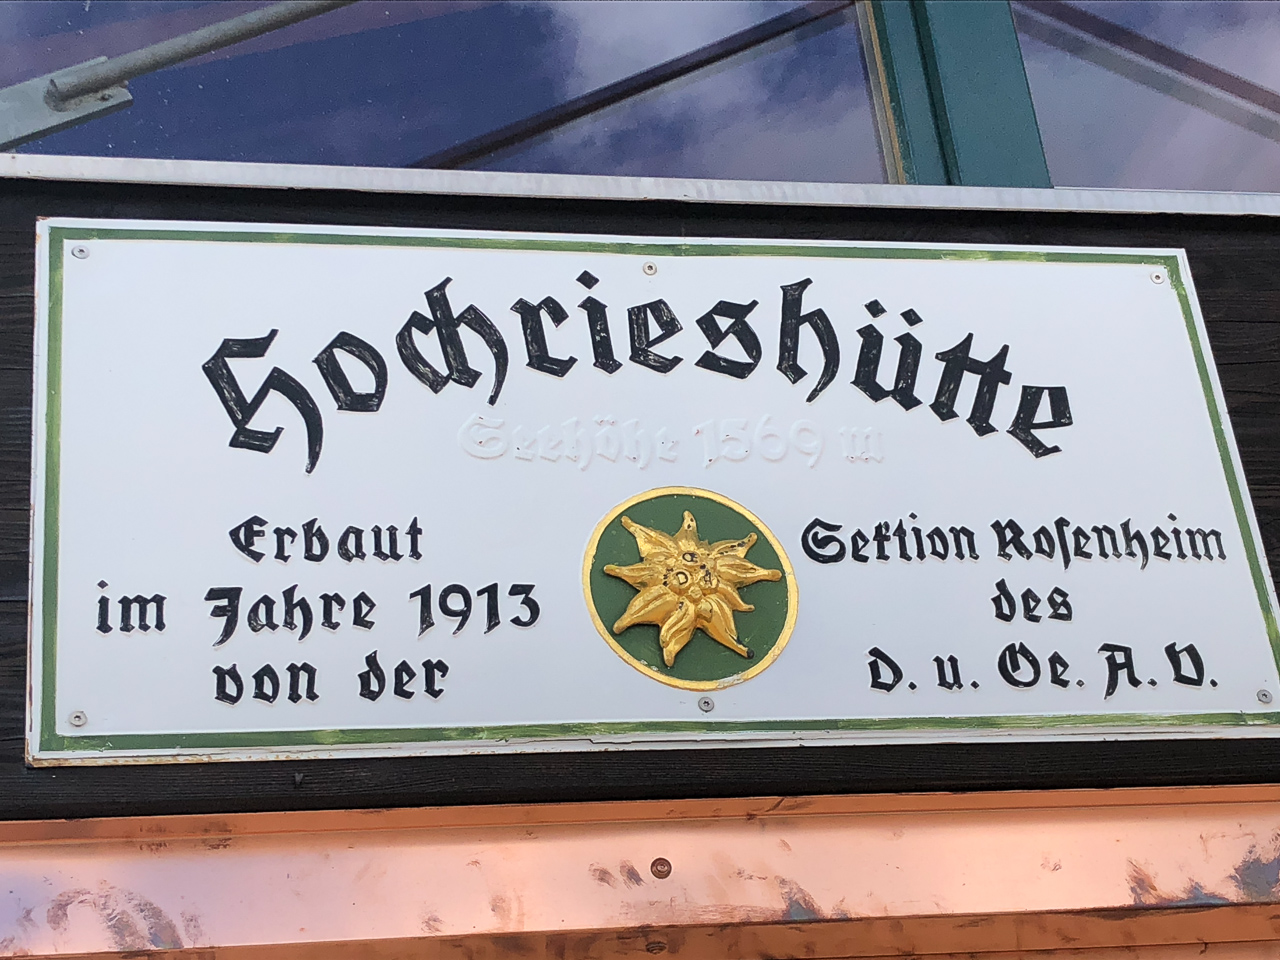 Hochrieshütte
Seehöhe 1569 m
Erbaut
im Jahre 1913
von der
Sektion Roſenheim
des
D. u. Oe. A. V.